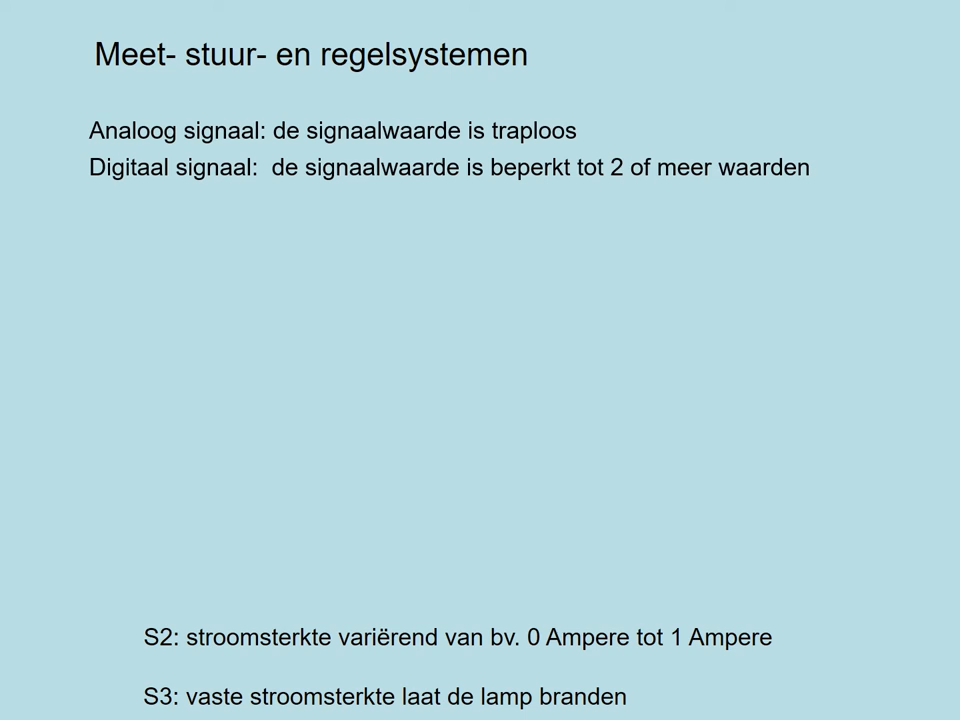 Meet- stuur- en regelsystemen
Analoog signaal: de signaalwaarde is traploos
Digitaal signaal:  de signaalwaarde is beperkt tot 2 of meer waarden
S2: stroomsterkte variërend van bv. 0 Ampere tot 1 Ampere
S3: vaste stroomsterkte laat de lamp branden